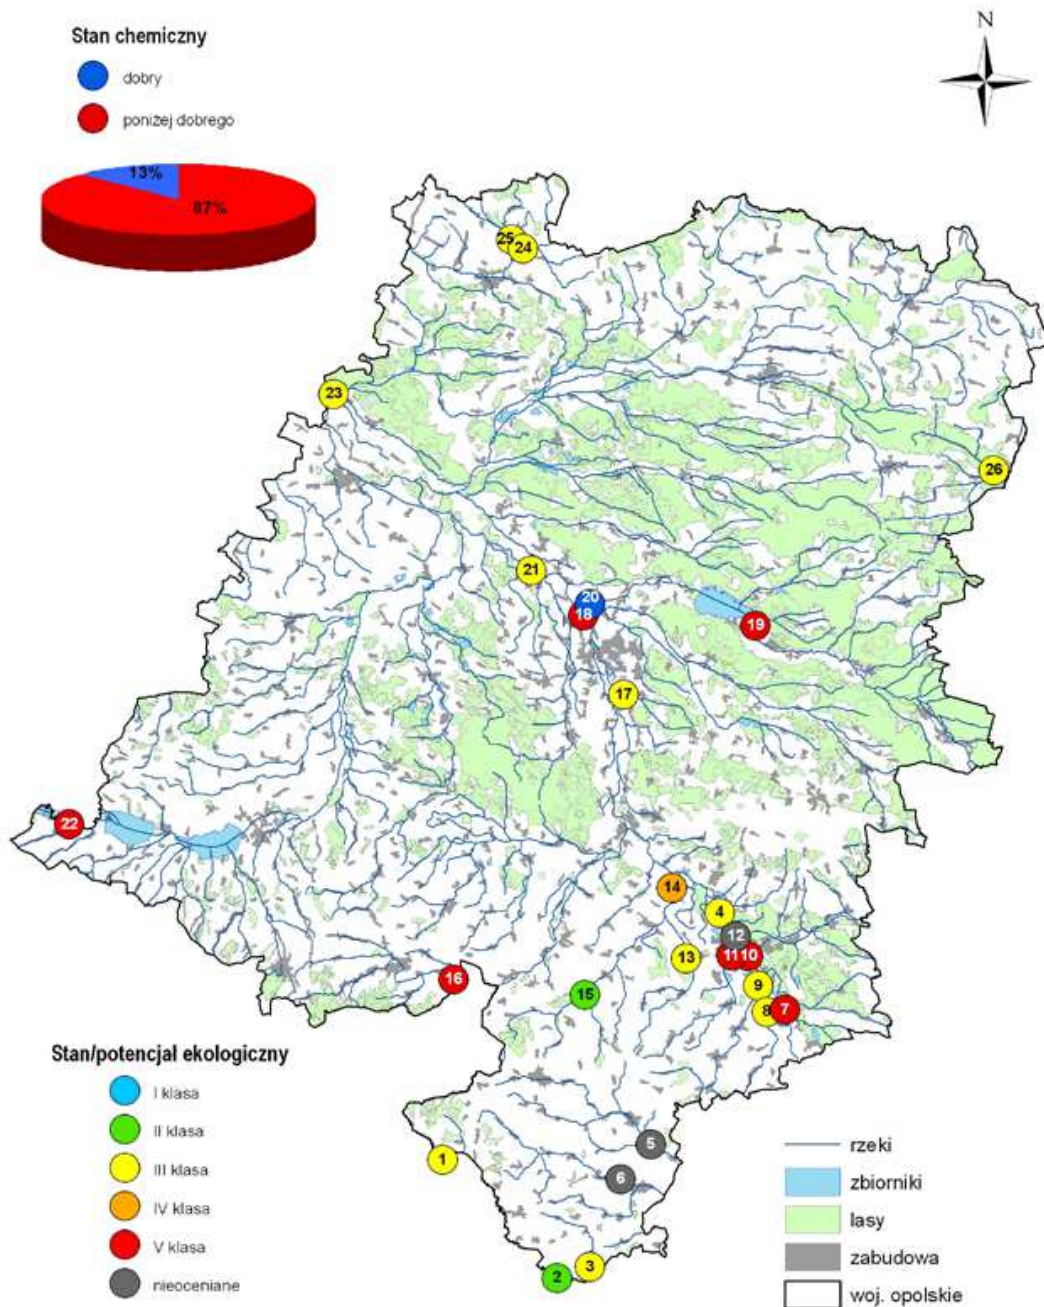 Stan chemiczny
dobry
poniżej dobrego
13%
87%
N
25
24
23
26
21
20
18
19
17
22
14
4
12
11
10
13
16
15
9
8
7
Stan/potencjal ekologiczny
I klasa
II klasa
III klasa
IV klasa
V klasa
nieoceniane
5
1
6
3
2
rzeki
zbiorniki
lasy
zabudowa
woj. opolskie